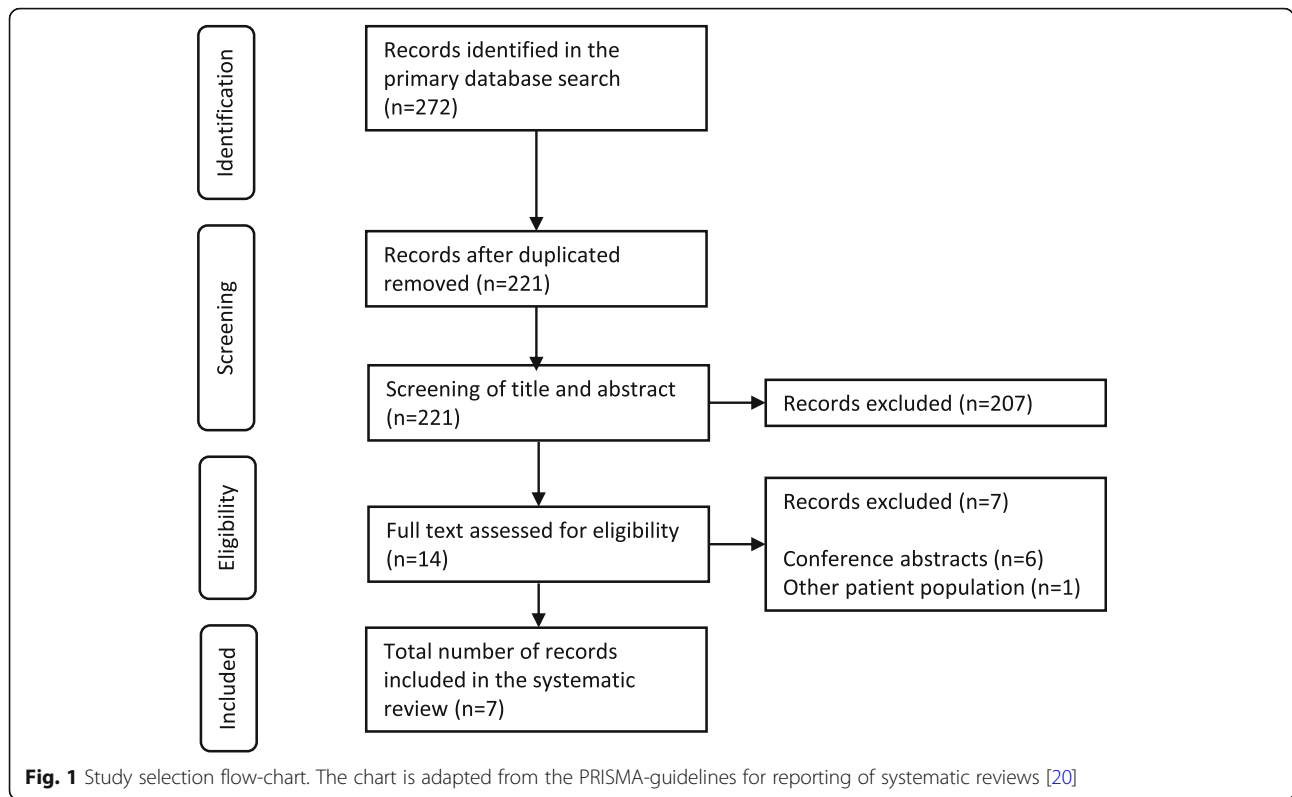 Identification
Records identified in the
primary database search
(n=272)
Screening
Records after duplicated
removed (n=221)
Screening of title and abstract
(n=221)
Records excluded (n=207)
Eligibility
Full text assessed for eligibility
(n=14)
Records excluded (n=7)
Conference abstracts (n=6)
Other patient population (n=1)
Included
Total number of records
included in the systematic
review (n=7)
Fig. 1 Study selection flow-chart. The chart is adapted from the PRISMA-guidelines for reporting of systematic reviews [20]